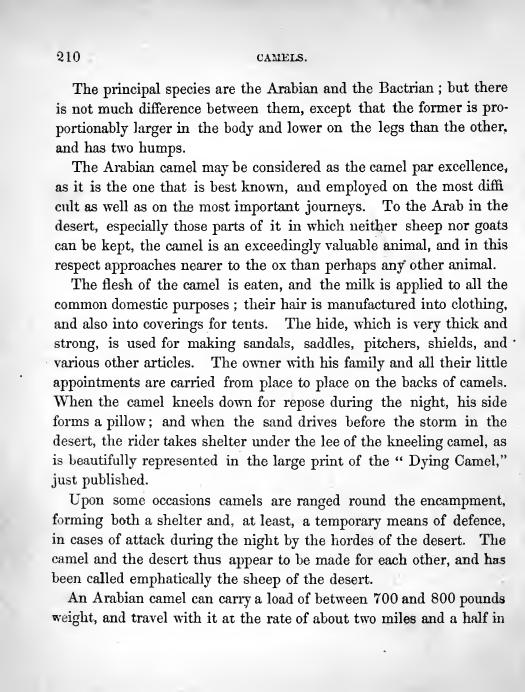 210
CAMELS.
The principal species are the Arabian and the Bactrian ; but there
is not much difference between them, except that the former is pro-
portionably larger in the body and lower on the legs than the other,
and has two humps.
The Arabian camel may be considered as the camel par excellence,
as it is the one that is best known, and employed on the most diffi
cult as well as on the most important journeys. To the Arab in the
desert, especially those parts of it in which neither sheep nor goats
can be kept, the camel is an exceedingly valuable animal, and in this
respect approaches nearer to the ox than perhaps any other animal.
The flesh of the camel is eaten, and the milk is applied to all the
common domestic purposes ; their hair is manufactured into clothing,
and also into coverings for tents. The hide, which is very thick and
strong, is used for making sandals, saddles, pitchers, shields, and
various other articles. The owner with his family and all their little
appointments are carried from place to place on the backs of camels.
When the camel kneels down for repose during the night, his side
forms a pillow; and when the sand drives before the storm in the
desert, the rider takes shelter under the lee of the kneeling camel, as
is beautifully represented in the large print of the “ Dying Camel,”
just published.
Upon some occasions camels are ranged round the encampment,
forming both a shelter and, at least, a temporary means of defence,
in cases of attack during the night by the hordes of the desert. The
camel and the desert thus appear to be made for each other, and has
been called emphatically the sheep of the desert.
An Arabian camel can carry a load of between 700 and 800 pounds
weight, and travel with it at the rate of about two miles and a half in